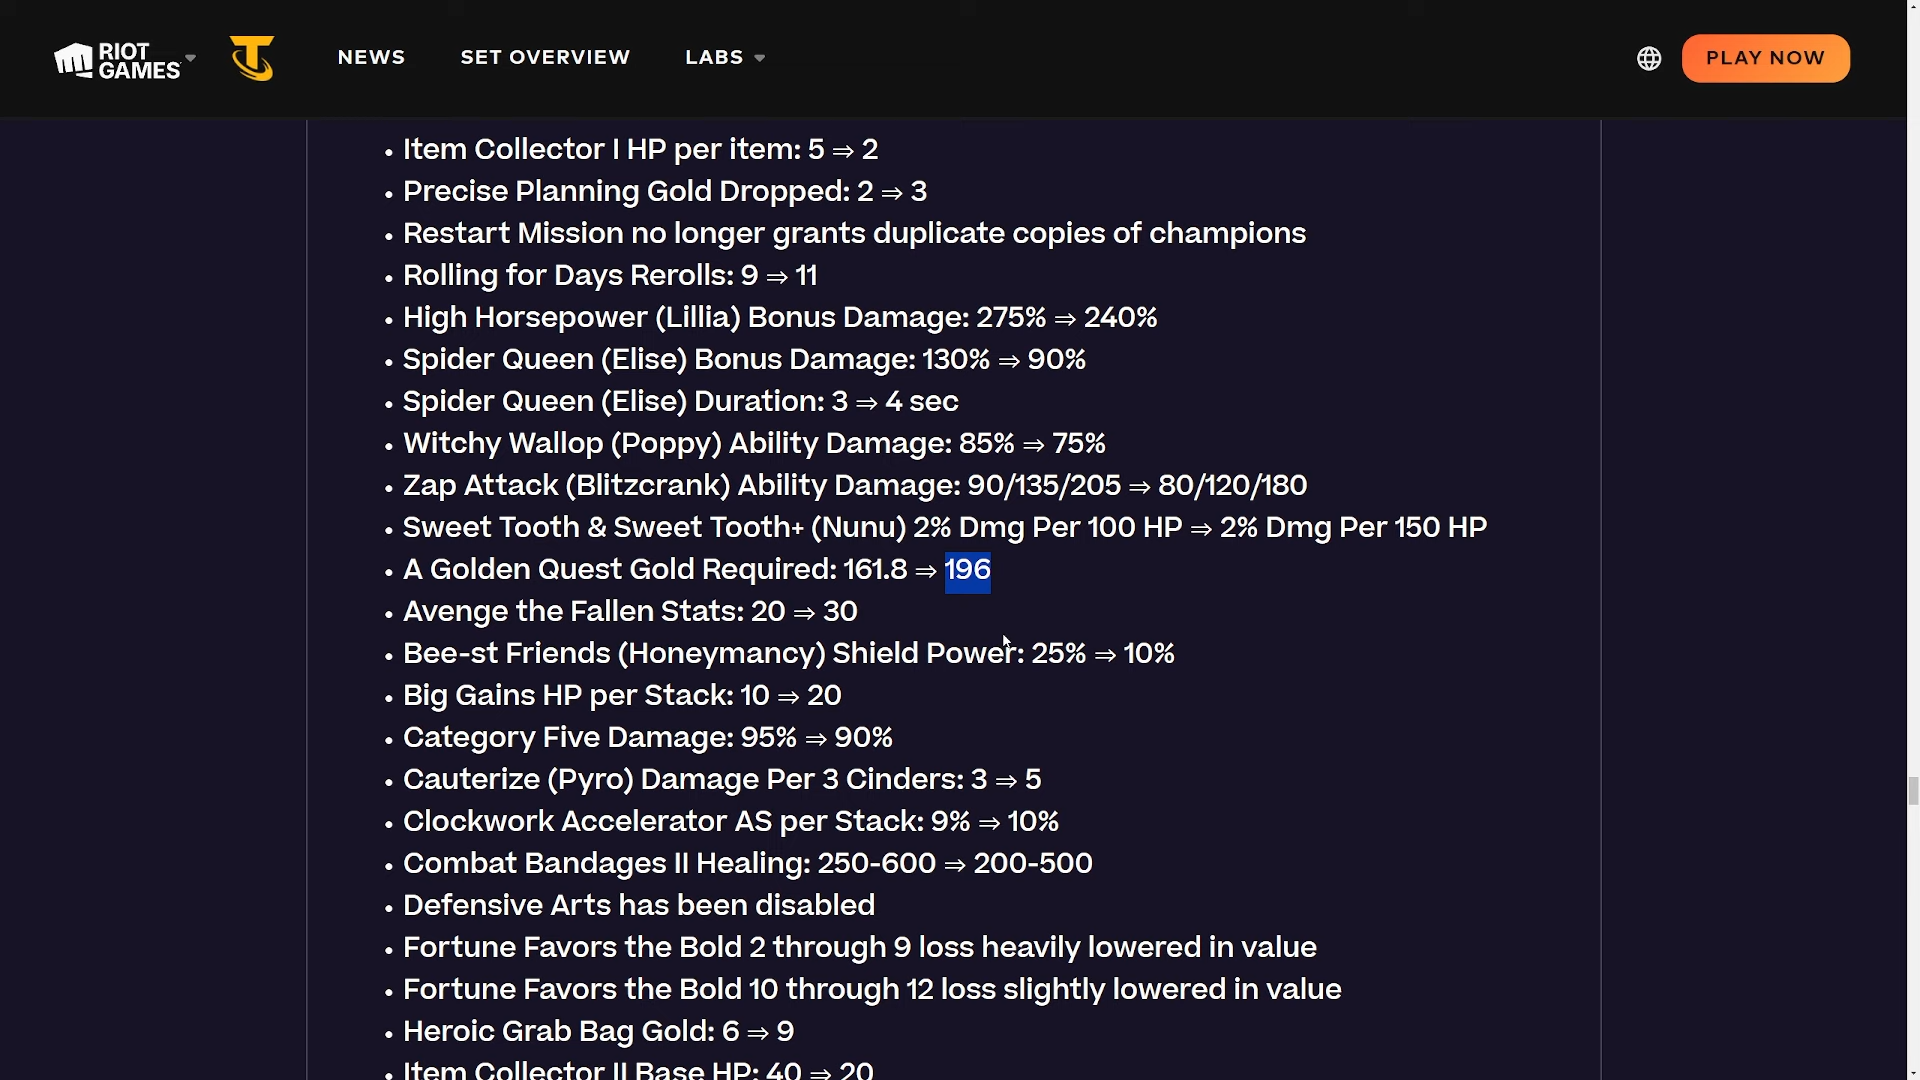 RIOT GAMES
NEWS
SET OVERVIEW
LABS
PLAY NOW
• Item Collector I HP per item: 5 ⇒ 2
• Precise Planning Gold Dropped: 2 ⇒ 3
• Restart Mission no longer grants duplicate copies of champions
• Rolling for Days Rerolls: 9 ⇒ 11
• High Horsepower (Lillia) Bonus Damage: 275% ⇒ 240%
• Spider Queen (Elise) Bonus Damage: 130% ⇒ 90%
• Spider Queen (Elise) Duration: 3 ⇒ 4 sec
• Witchy Wallop (Poppy) Ability Damage: 85% ⇒ 75%
• Zap Attack (Blitzcrank) Ability Damage: 90/135/205 ⇒ 80/120/180
• Sweet Tooth & Sweet Tooth+ (Nunu) 2% Dmg Per 100 HP ⇒ 2% Dmg Per 150 HP
• A Golden Quest Gold Required: 161.8 ⇒ 196
• Avenge the Fallen Stats: 20 ⇒ 30
• Bee-st Friends (Honeymancy) Shield Power: 25% ⇒ 10%
• Big Gains HP per Stack: 10 ⇒ 20
• Category Five Damage: 95% ⇒ 90%
• Cauterize (Pyro) Damage Per 3 Cinders: 3 ⇒ 5
• Clockwork Accelerator AS per Stack: 9% ⇒ 10%
• Combat Bandages II Healing: 250-600 ⇒ 200-500
• Defensive Arts has been disabled
• Fortune Favors the Bold 2 through 9 loss heavily lowered in value
• Fortune Favors the Bold 10 through 12 loss slightly lowered in value
• Heroic Grab Bag Gold: 6 ⇒ 9
• Item Collector II Base HP: 40 ⇒ 20